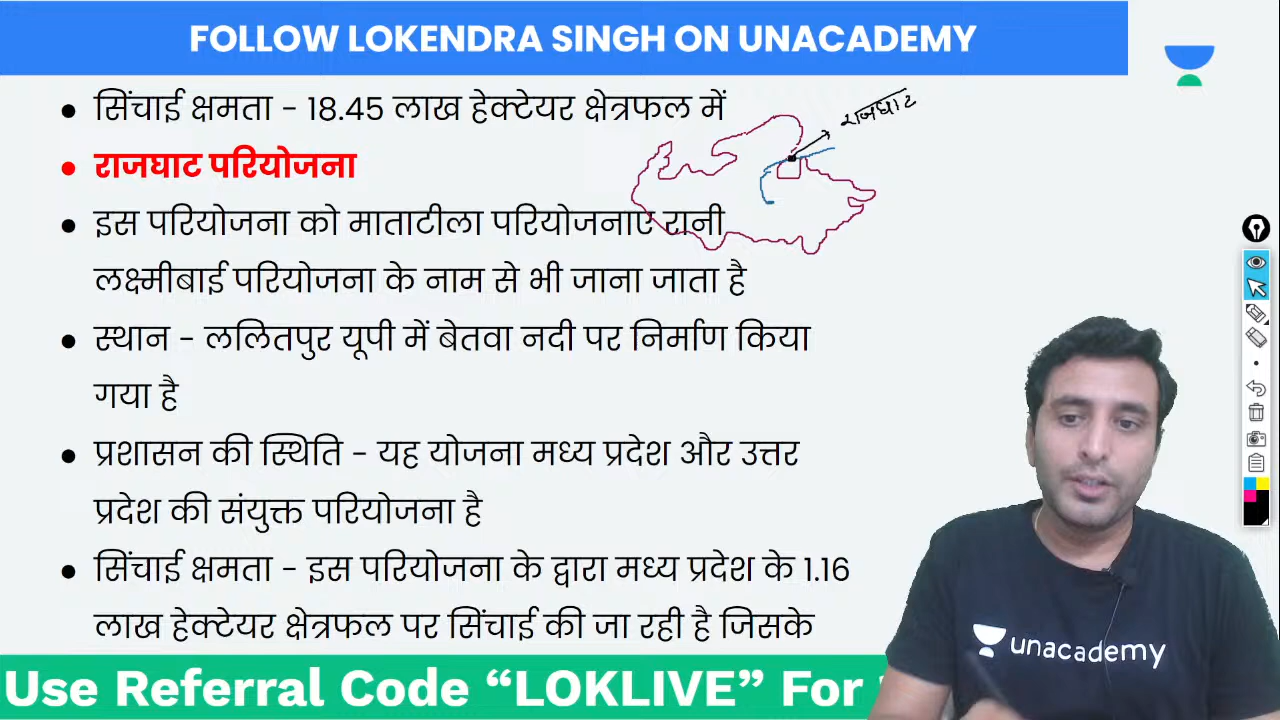 FOLLOW LOKENDRA SINGH ON UNACADEMY
• सिंचाई क्षमता - 18.45 लाख हेक्टेयर क्षेत्रफल में
राजघाट
• राजघाट परियोजना
• इस परियोजना को माताटीला परियोजनाए रानी
लक्ष्मीबाई परियोजना के नाम से भी जाना जाता है
• स्थान - ललितपुर यूपी में बेतवा नदी पर निर्माण किया
गया है
• प्रशासन की स्थिति - यह योजना मध्य प्रदेश और उत्तर
प्रदेश की संयुक्त परियोजना है
• सिंचाई क्षमता - इस परियोजना के द्वारा मध्य प्रदेश के 1.16
लाख हेक्टेयर क्षेत्रफल पर सिंचाई की जा रही है जिसके
unacademy
Use Referral Code “LOKLIVE” For